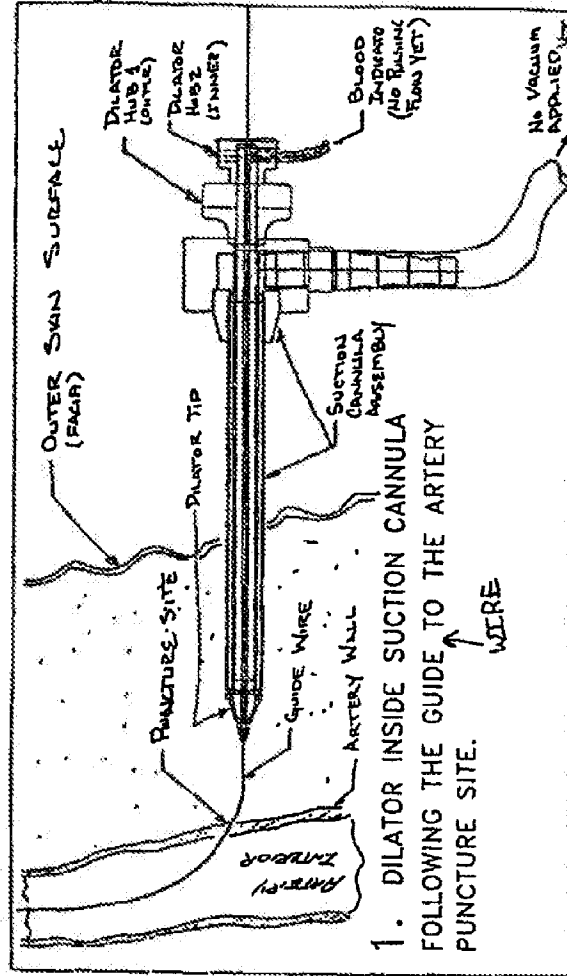 OUTER SKIN SURFACE
(FACIA)
DILATOR
HUB 1
(OUTER)
DILATOR
HUB 2
(INNER)
PUNCTURE SITE
DILATOR TIP
BLOOD
(NO PULSING
FLOW YET)
SUCTION
CANNULA
ASSEMBLY
NO VACUUM
APPLIED YET
GUIDE WIRE
ARTERY WALL
ARTERY
INTERIOR
1. DILATOR INSIDE SUCTION CANNULA
FOLLOWING THE GUIDE TO THE ARTERY
WIRE
PUNCTURE SITE.